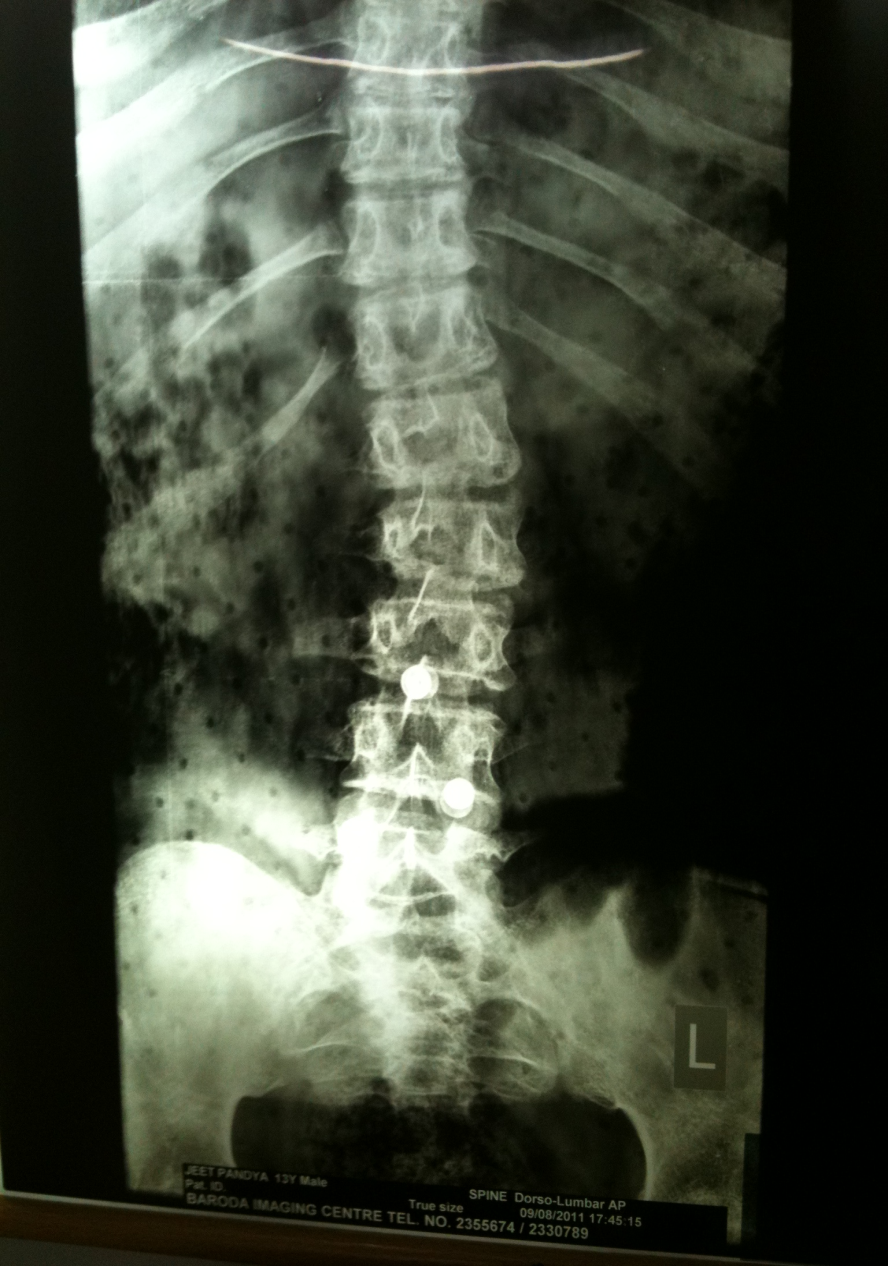 L
JEET PANDYA 13Y Male
Pat. ID.
SPINE Dorso-Lumbar AP
True size
09/08/2011 17:45:15
BARODA IMAGING CENTRE TEL. NO. 2355674 / 2330789